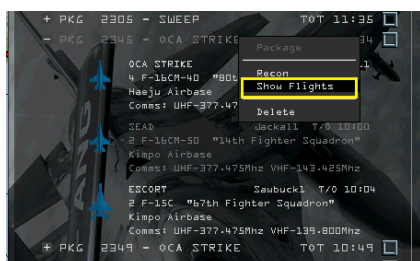 + PKG 2305 - SWEEP TOT 11:35
- PKG 2345 - OCA STRIKE 34
Package
OCA STRIKE
4 F-16CM-40 "80t
Recon
Haeju Airbase
Show Flights
Comms: UHF-377.47
Delete
SEAD Jackal1 T/O 10:00
2 F-16CM-50 "14th Fighter Squadron"
Kimpo Airbase
Comms: UHF-377.475Mhz VHF-143.425Mhz
ESCORT Sawbuck1 T/O 10:04
2 F-15C "67th Fighter Squadron"
Kimpo Airbase
Comms: UHF-377.475Mhz VHF-139.800Mhz
+ PKG 2349 - OCA STRIKE TOT 10:49